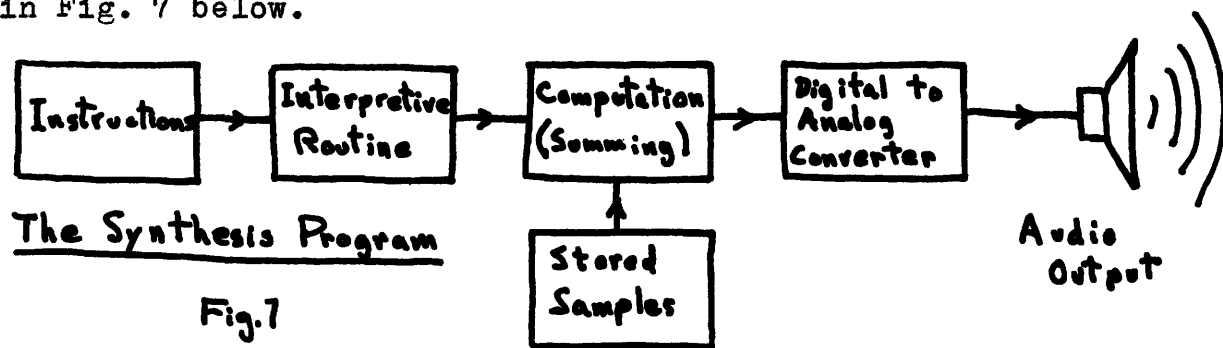 in Fig. 7 below.
Instructions
Interpretive
Routine
Computation
(Summing)
Digital to
Analog
Converter
The Synthesis Program
Stored
Samples
Audio
Output
Fig.7